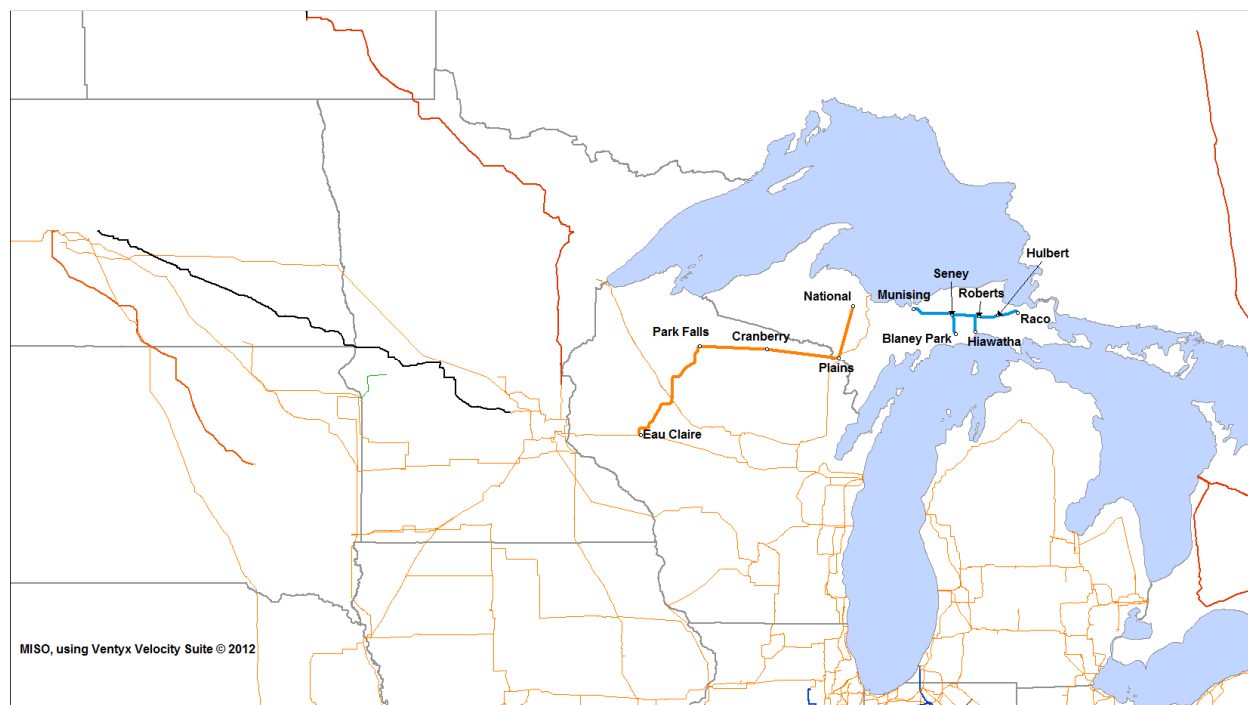 Hulbert
Seney
Roberts
National
Munising
Raco
Park Falls
Cranberry
Blaney Park
Hiawatha
Plains
Eau Claire
MISO, using Ventyx Velocity Suite © 2012